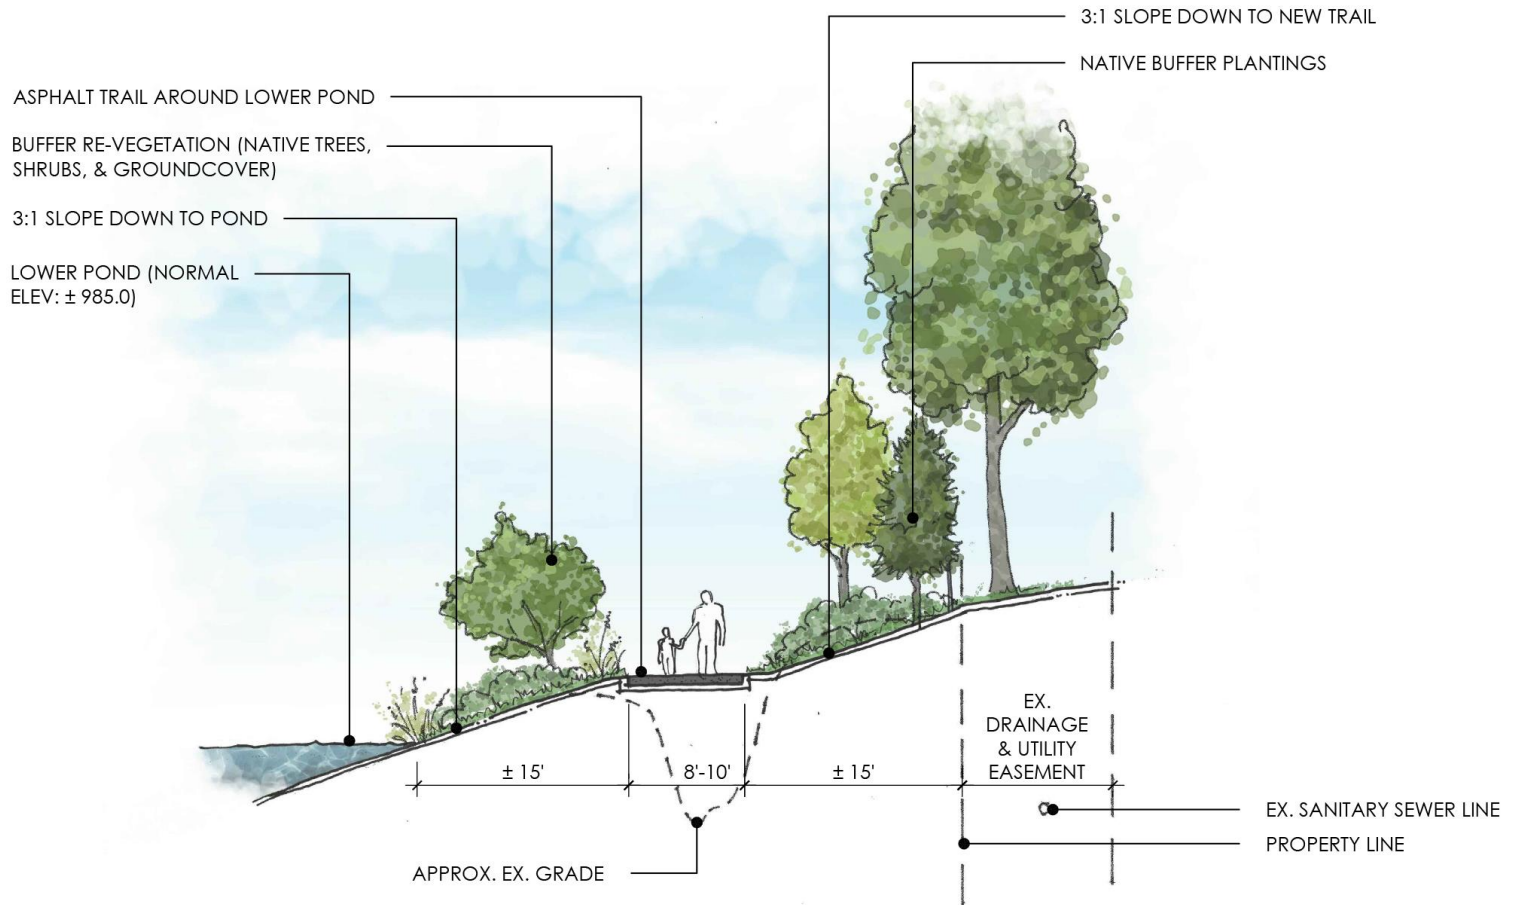 3:1 SLOPE DOWN TO NEW TRAIL
NATIVE BUFFER PLANTINGS
ASPHALT TRAIL AROUND LOWER POND
BUFFER RE-VEGETATION (NATIVE TREES,
SHRUBS, & GROUNDCOVER)
3:1 SLOPE DOWN TO POND
LOWER POND (NORMAL
ELEV: ± 985.0)
EX.
DRAINAGE
& UTILITY
EASEMENT
± 15'
8'-10'
± 15'
EX. SANITARY SEWER LINE
PROPERTY LINE
APPROX. EX. GRADE